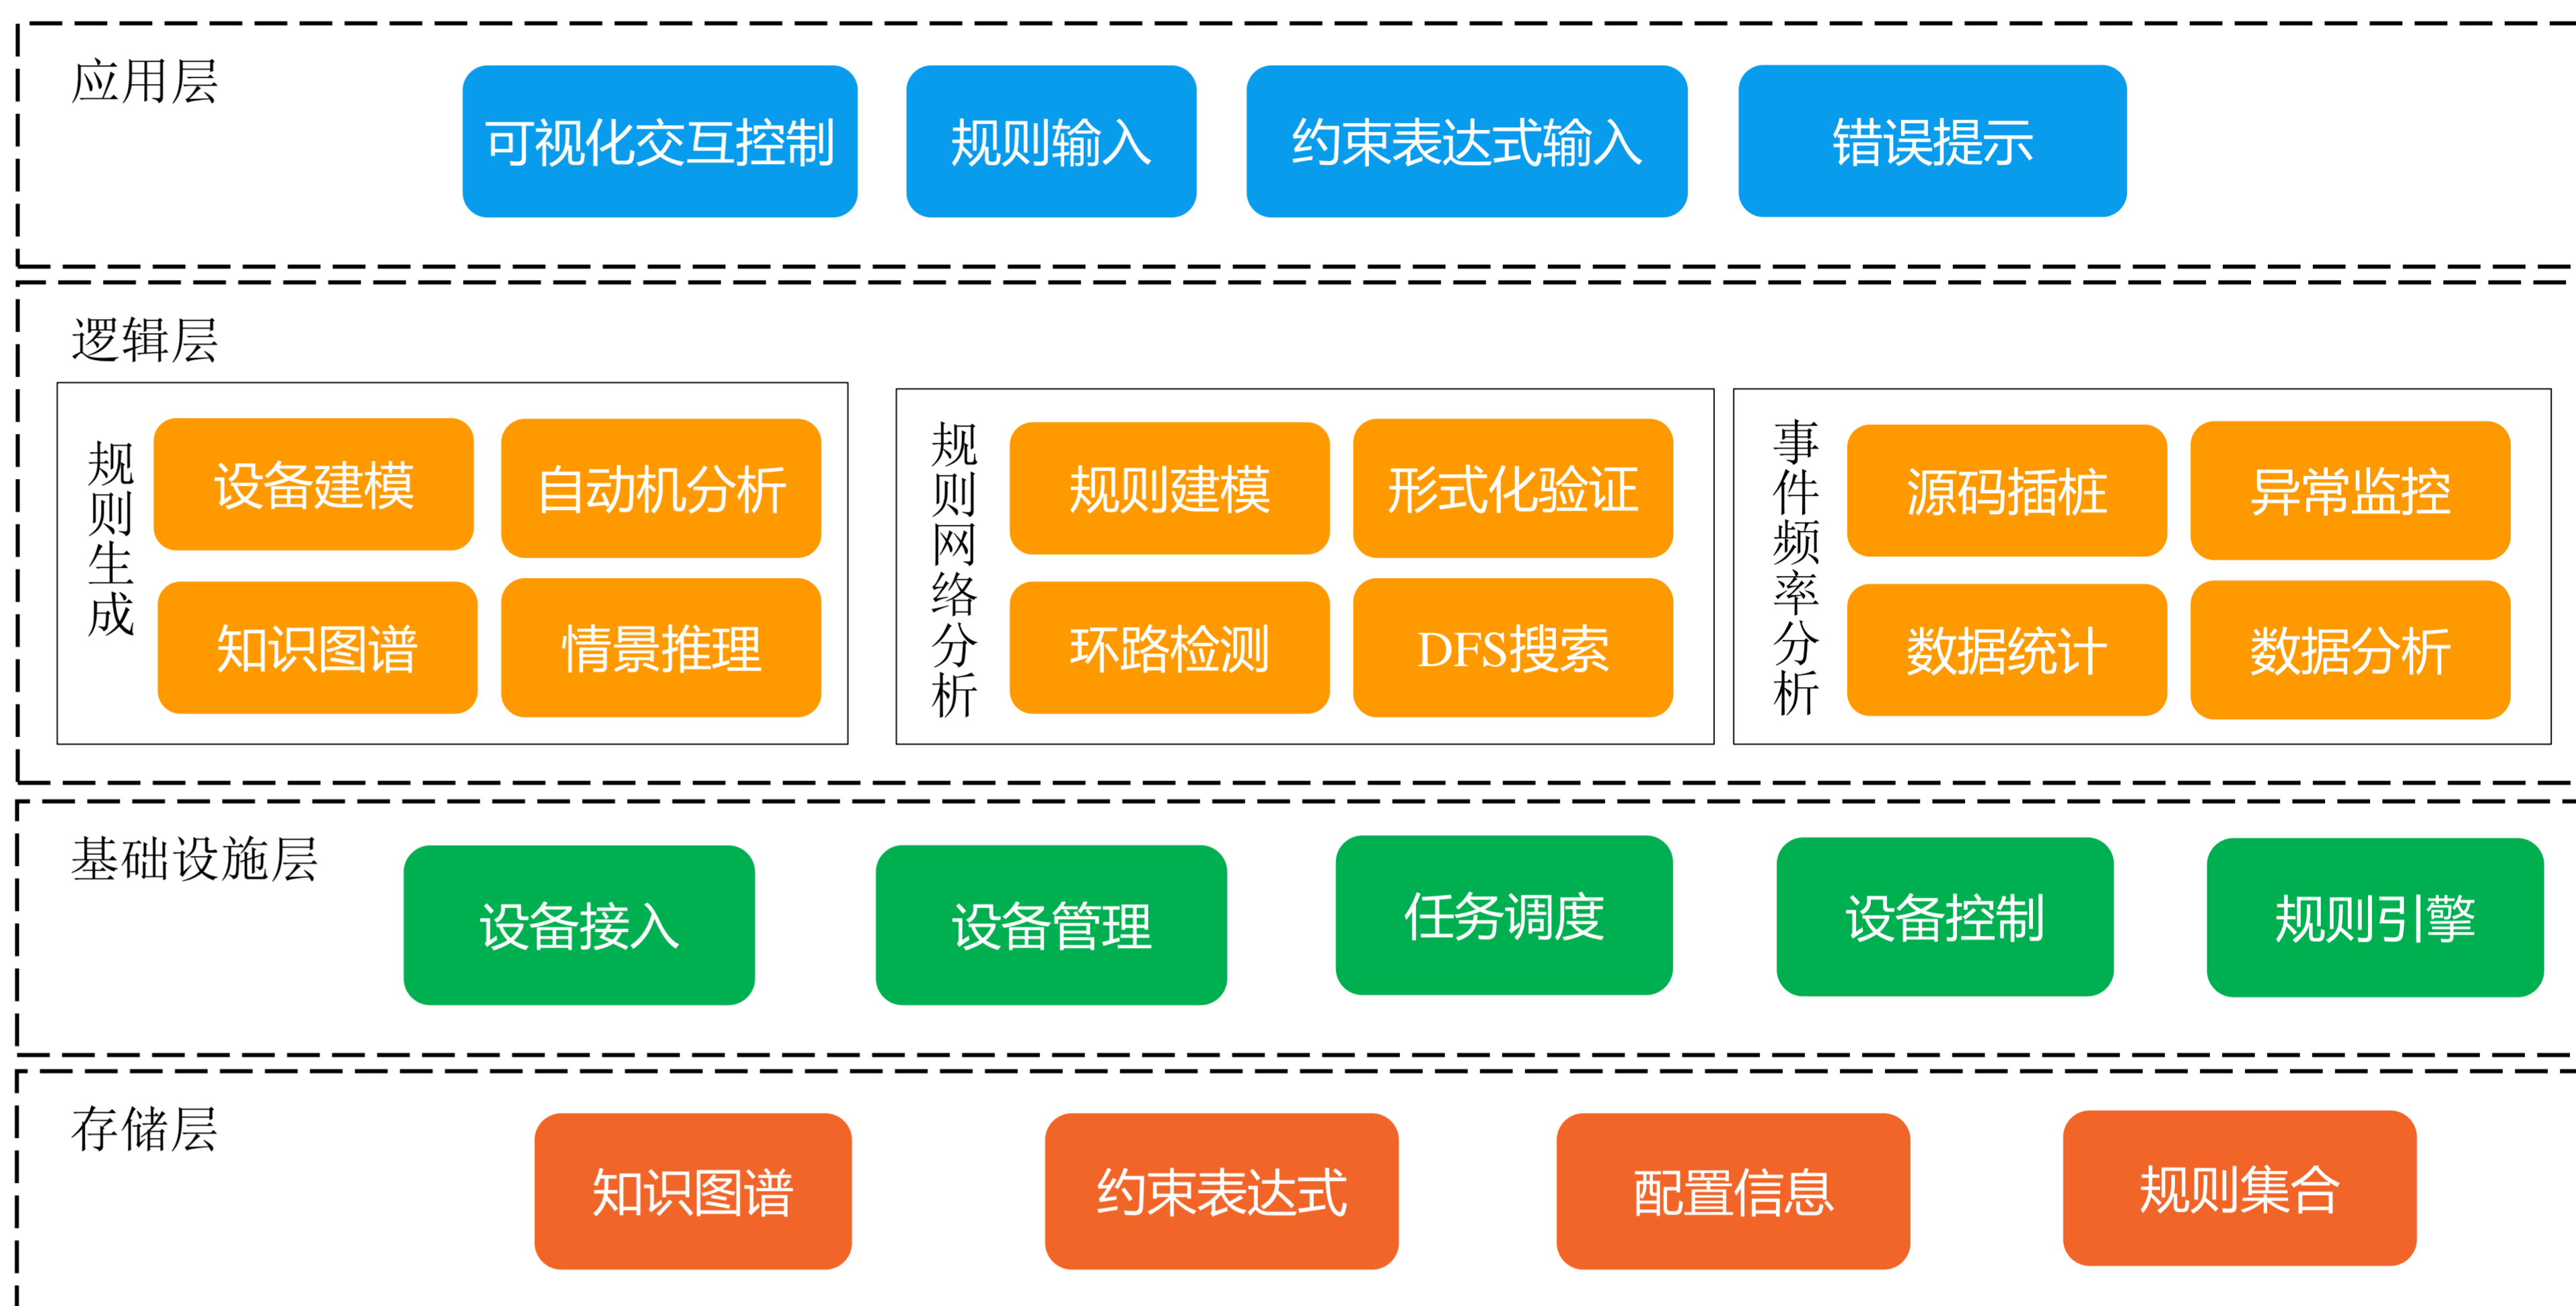 应用层
可视化交互控制
规则输入
约束表达式输入
错误提示
逻辑层
规则生成
设备建模
自动机分析
知识图谱
情景推理
规则网络分析
规则建模
形式化验证
环路检测
DFS搜索
事件频率分析
源码插桩
异常监控
数据统计
数据分析
基础设施层
设备接入
设备管理
任务调度
设备控制
规则引擎
存储层
知识图谱
约束表达式
配置信息
规则集合